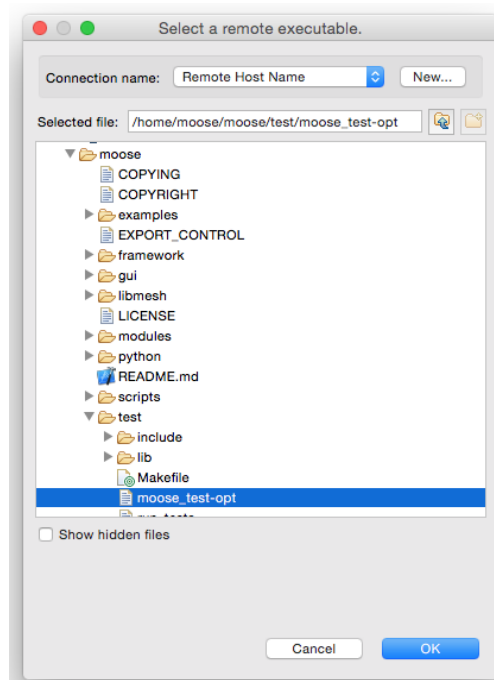 Select a remote executable.
Connection name: Remote Host Name New...
Selected file: /home/moose/moose/test/moose_test-opt
moose
COPYING
COPYRIGHT
examples
EXPORT_CONTROL
framework
gui
libmesh
LICENSE
modules
python
README.md
scripts
test
include
lib
Makefile
moose_test-opt
Show hidden files
Cancel OK